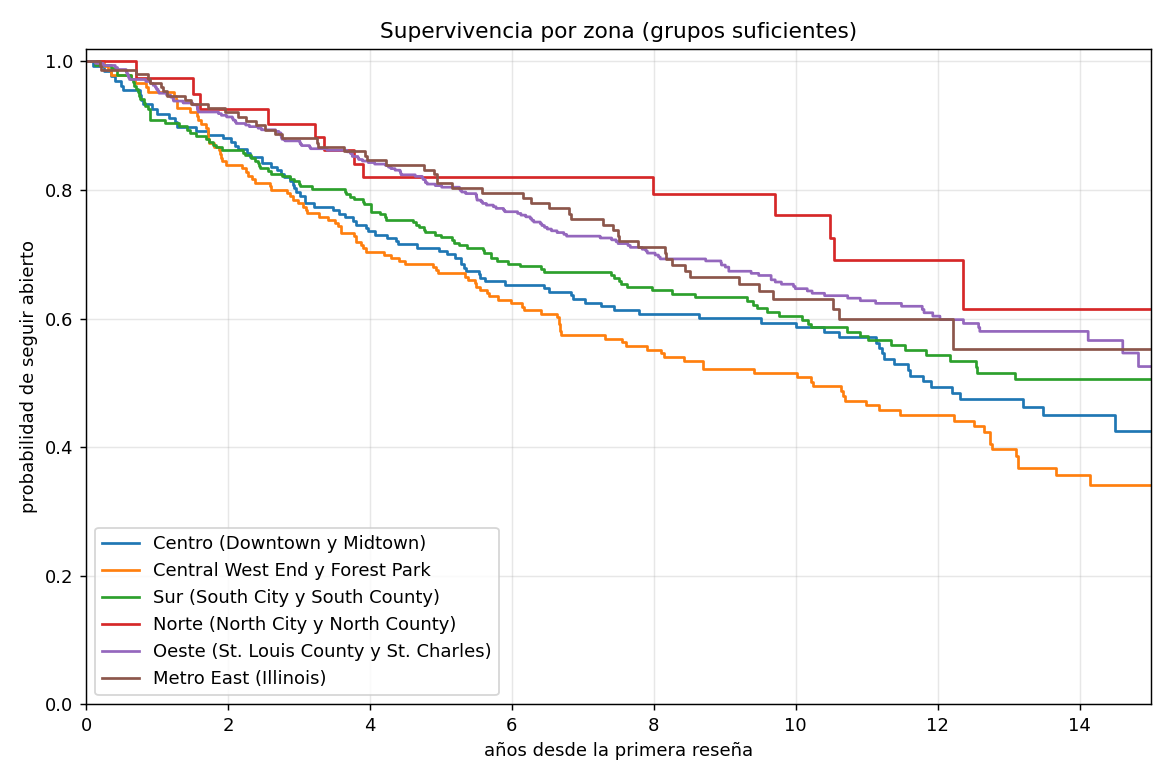 Supervivencia por zona (grupos suficientes)
probabilidad de seguir abierto
1.0
0.8
0.6
0.4
0.2
0.0
Centro (Downtown y Midtown)
Central West End y Forest Park
Sur (South City y South County)
Norte (North City y North County)
Oeste (St. Louis County y St. Charles)
Metro East (Illinois)
0 2 4 6 8 10 12 14
años desde la primera reseña